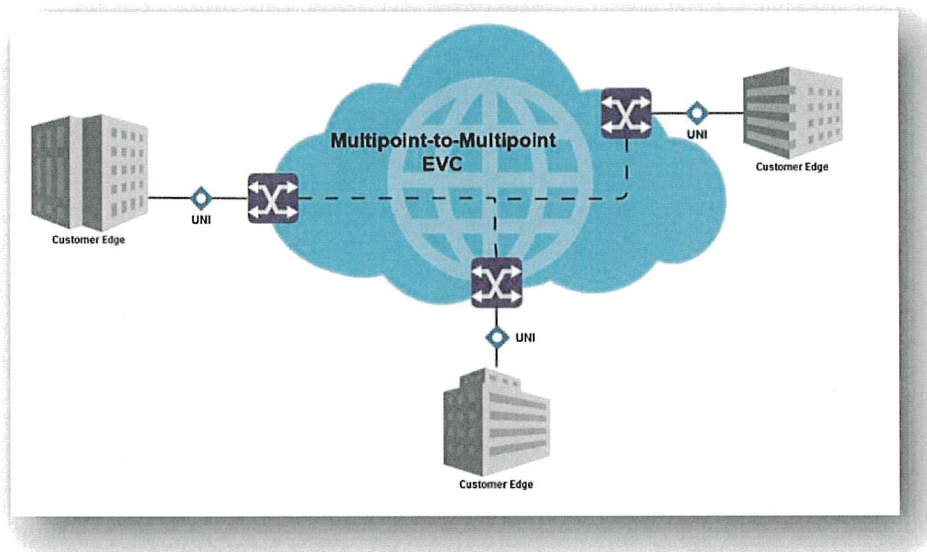 Multipoint-to-Multipoint
EVC
UNI
Customer Edge
UNI
Customer Edge
UNI
Customer Edge